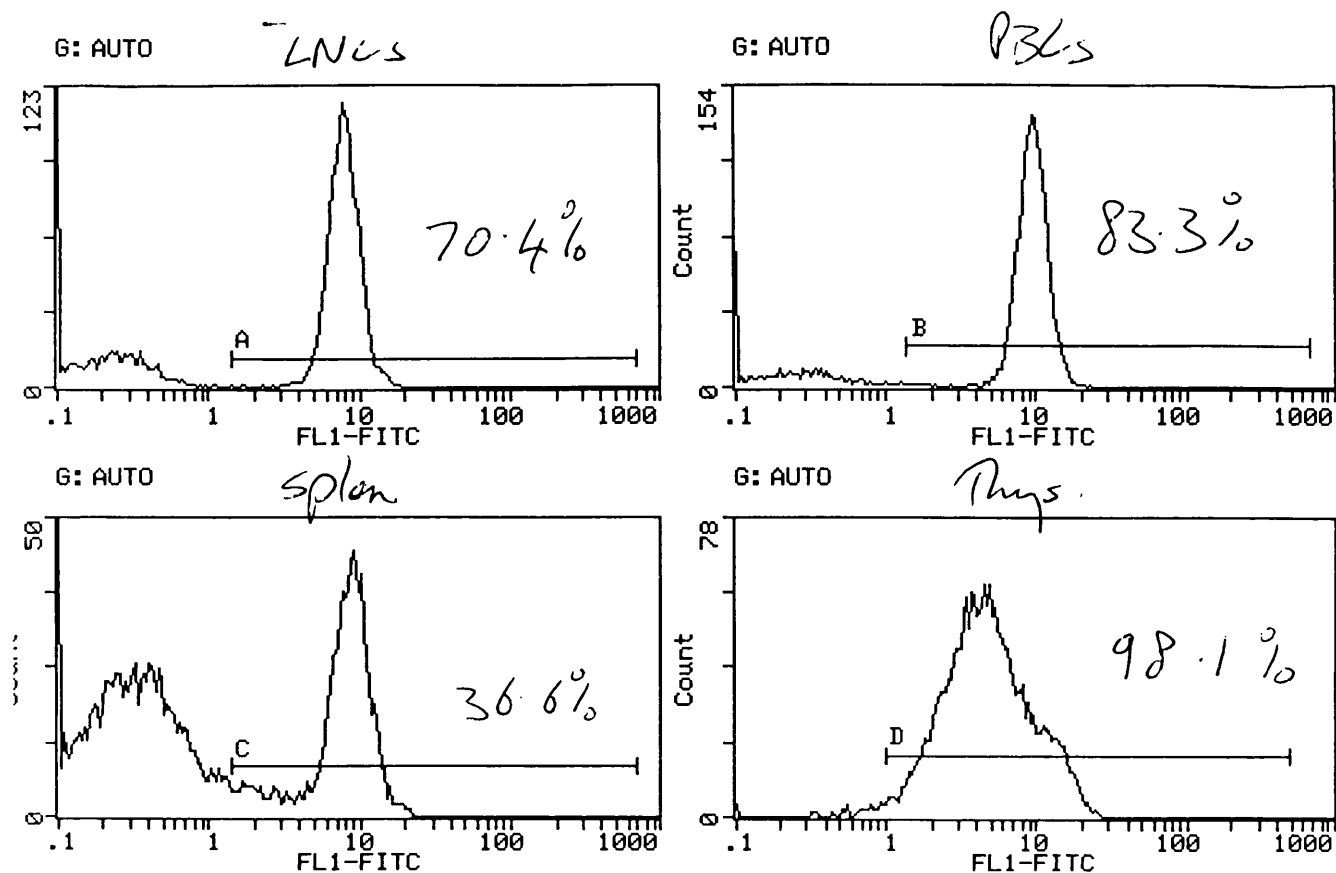 G: AUTO
LNCs
123
70.4%
A
0
.1 1 10 100 1000
FL1-FITC
G: AUTO
PBLs
154
Count
83.3%
B
0
.1 1 10 100 1000
FL1-FITC
G: AUTO
50
36.6%
C
0
.1 1 10 100 1000
FL1-FITC
G: AUTO
Thys.
78
Count
98.1%
D
0
.1 1 10 100 1000
FL1-FITC